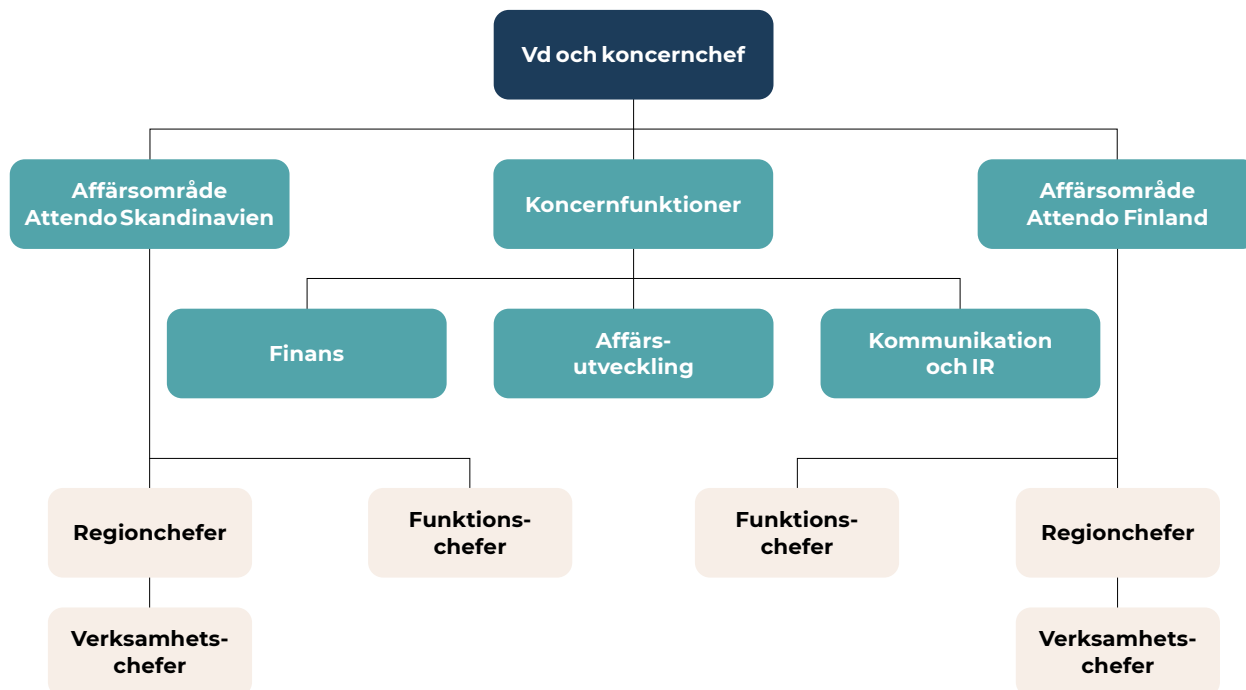 Vd och koncernchef
Affärsområde
Attendo Skandinavien
Koncernfunktioner
Affärsområde
Attendo Finland
Finans
Affärs-
utveckling
Kommunikation
och IR
Regionchefer
Funktions-
chefer
Funktions-
chefer
Regionchefer
Verksamhets-
chefer
Verksamhets-
chefer